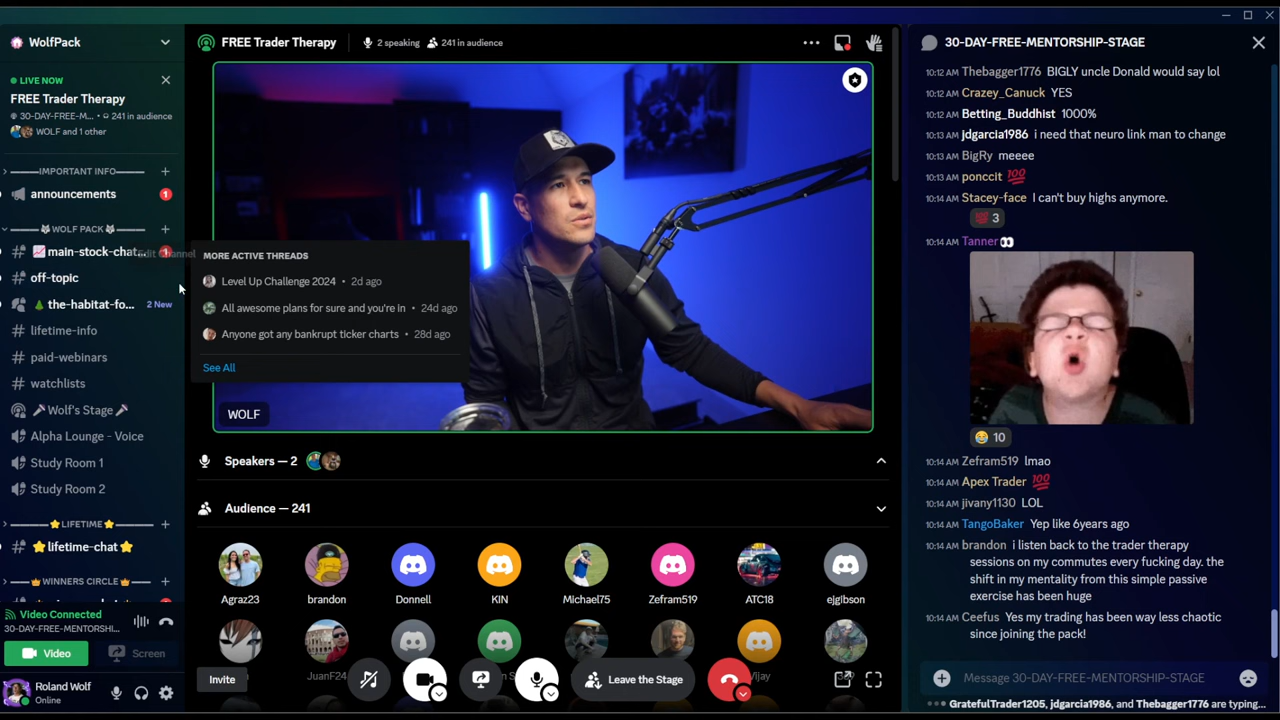 WolfPack
LIVE NOW
FREE Trader Therapy
30-DAY-FREE-M... • 241 in audience
WOLF and 1 other
IMPORTANT INFO
announcements 1
WOLF PACK
main-stock-chat... 1
off-topic
the-habitat-fo... 2 New
lifetime-info
paid-webinars
watchlists
Wolf's Stage
Alpha Lounge - Voice
Study Room 1
Study Room 2
LIFETIME
lifetime-chat
WINNERS CIRCLE
Video Connected
30-DAY-FREE-MENTORSHI...
Video
Screen
Roland Wolf
Online
FREE Trader Therapy
2 speaking 241 in audience
MORE ACTIVE THREADS
Level Up Challenge 2024 • 2d ago
All awesome plans for sure and you're in • 24d ago
Anyone got any bankrupt ticker charts • 28d ago
See All
WOLF
Speakers — 2
Audience — 241
Agraz23
brandon
Donnell
KIN
Michael75
Zefram519
ATC18
ejgibson
JuanF24
Vijay
Invite
Leave the Stage
30-DAY-FREE-MENTORSHIP-STAGE
10:12 AM Thebagger1776 BIGLY uncle Donald would say lol
10:12 AM Crazey_Canuck YES
10:12 AM Betting_Buddhist 1000%
10:13 AM jdgarcia1986 i need that neuro link man to change
10:13 AM BigRy meeee
10:13 AM ponccit 💯
10:14 AM Stacey-face I can't buy highs anymore.
💯 3
10:14 AM Tanner 👀
😂 10
10:14 AM Zefram519 lmao
10:14 AM Apex Trader 💯
10:14 AM jivany1130 LOL
10:14 AM TangoBaker Yep like 6years ago
10:14 AM brandon i listen back to the trader therapy
sessions on my commutes every fucking day. the
shift in my mentality from this simple passive
exercise has been huge
10:14 AM Ceefus Yes my trading has been way less chaotic
since joining the pack!
Message 30-DAY-FREE-MENTORSHIP-STAGE
GratefulTrader1205, jdgarcia1986, and Thebagger1776 are typing...